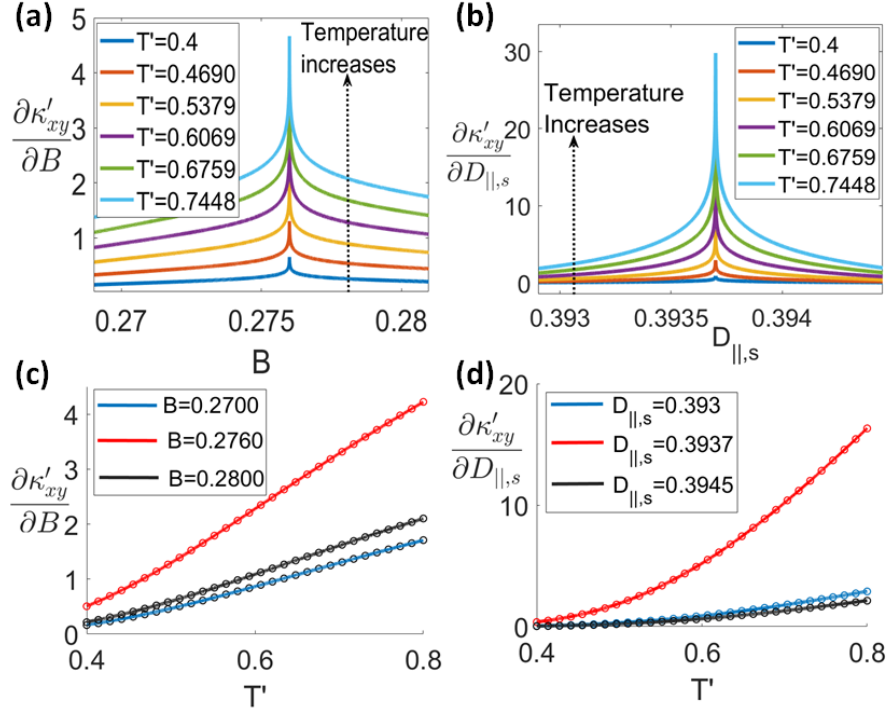 (a)
5
4
3
2
1
∂κ′xy
∂B
T'=0.4
T'=0.4690
T'=0.5379
T'=0.6069
T'=0.6759
T'=0.7448
Temperature
increases
0.27
0.275
0.28
B
(b)
30
20
10
0
∂κ′xy
∂D||,s
Temperature
Increases
T'=0.4
T'=0.4690
T'=0.5379
T'=0.6069
T'=0.6759
T'=0.7448
0.393
0.3935
0.394
D||,s
(c)
4
3
2
1
0
∂κ′xy
∂B
B=0.2700
B=0.2760
B=0.2800
0.4
0.6
0.8
T'
(d)
20
10
0
∂κ′xy
∂D||,s
D||,s=0.393
D||,s=0.3937
D||,s=0.3945
0.4
0.6
0.8
T'